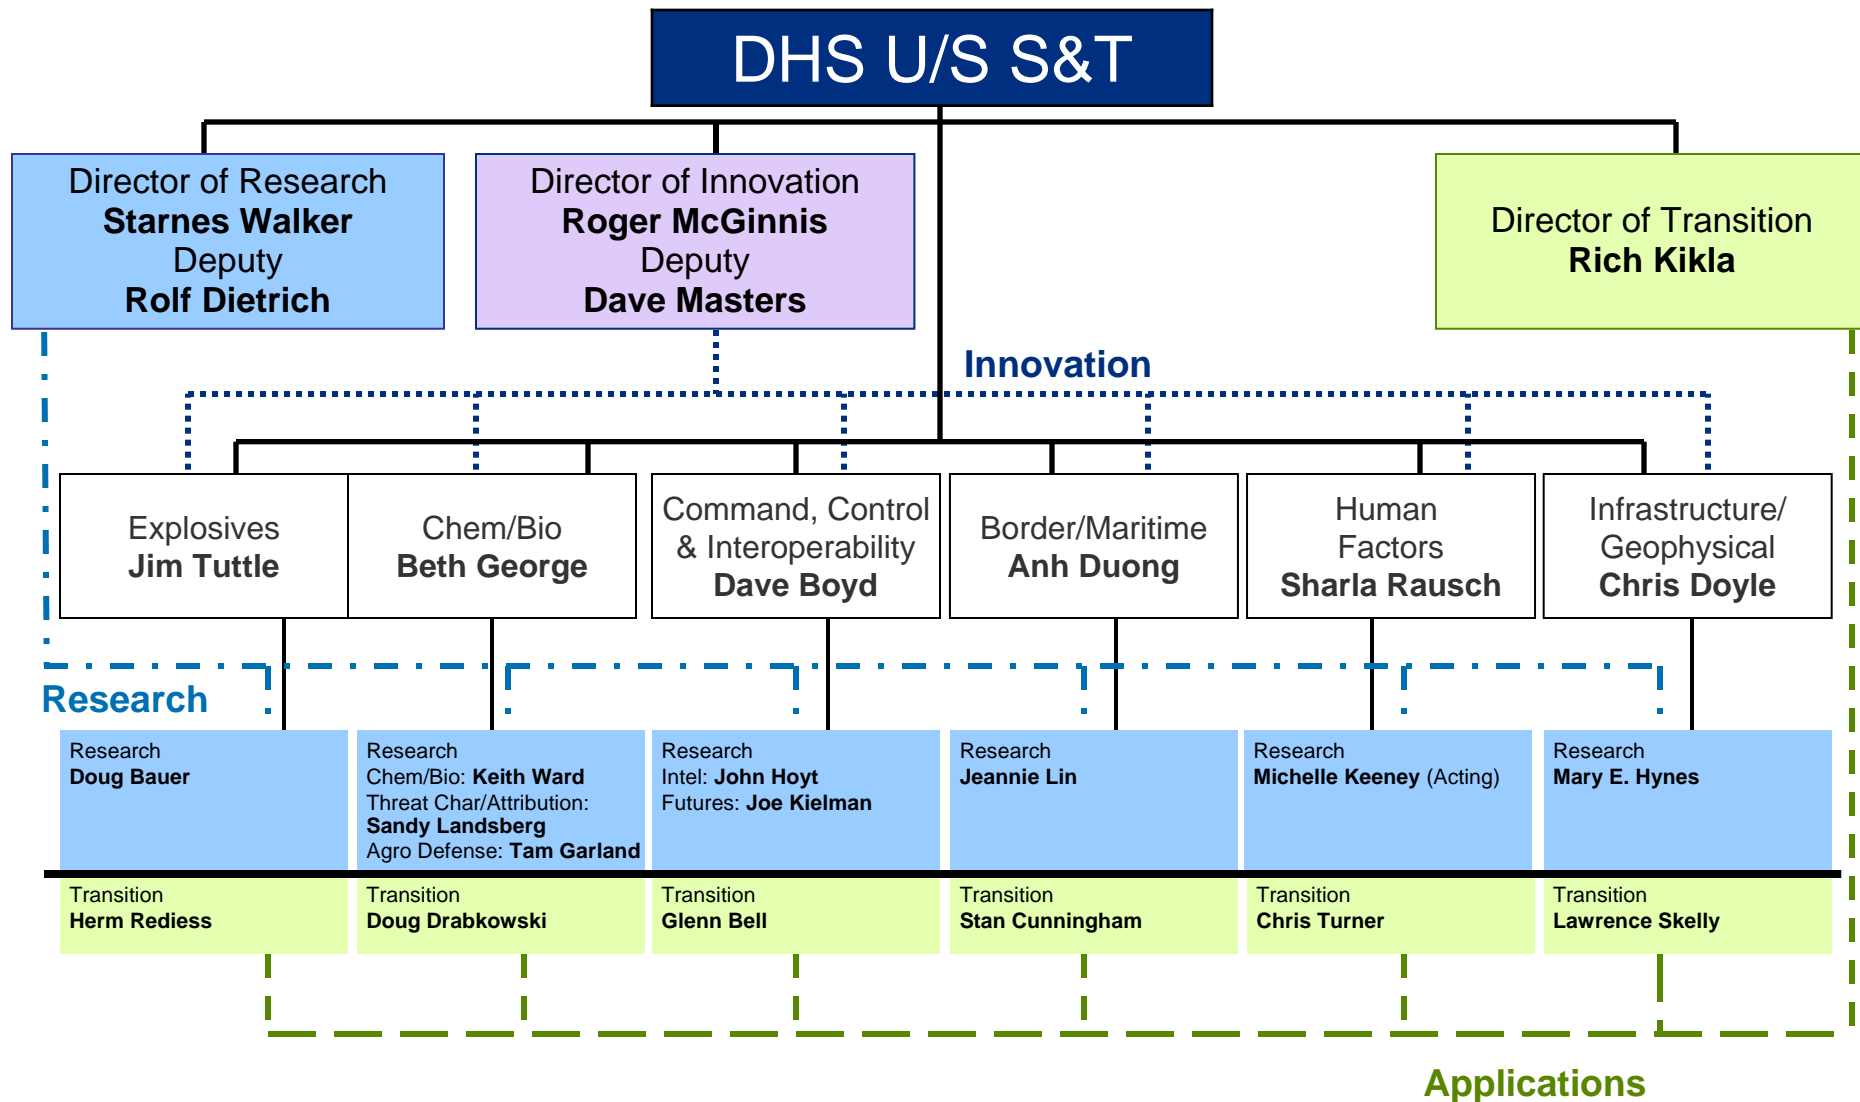 DHS U/S S&T
Director of Research
Starnes Walker
Deputy
Rolf Dietrich
Director of Innovation
Roger McGinnis
Deputy
Dave Masters
Director of Transition
Rich Kikla
Innovation
Explosives
Jim Tuttle
Chem/Bio
Beth George
Command, Control
& Interoperability
Dave Boyd
Border/Maritime
Anh Duong
Human
Factors
Sharla Rausch
Infrastructure/
Geophysical
Chris Doyle
Research
Research
Doug Bauer
Research
Chem/Bio: Keith Ward
Threat Char/Attribution:
Sandy Landsberg
Agro Defense: Tam Garland
Research
Intel: John Hoyt
Futures: Joe Kielman
Research
Jeannie Lin
Research
Michelle Keeney (Acting)
Research
Mary E. Hynes
Transition
Herm Rediess
Transition
Doug Drabkowski
Transition
Glenn Bell
Transition
Stan Cunningham
Transition
Chris Turner
Transition
Lawrence Skelly
Applications